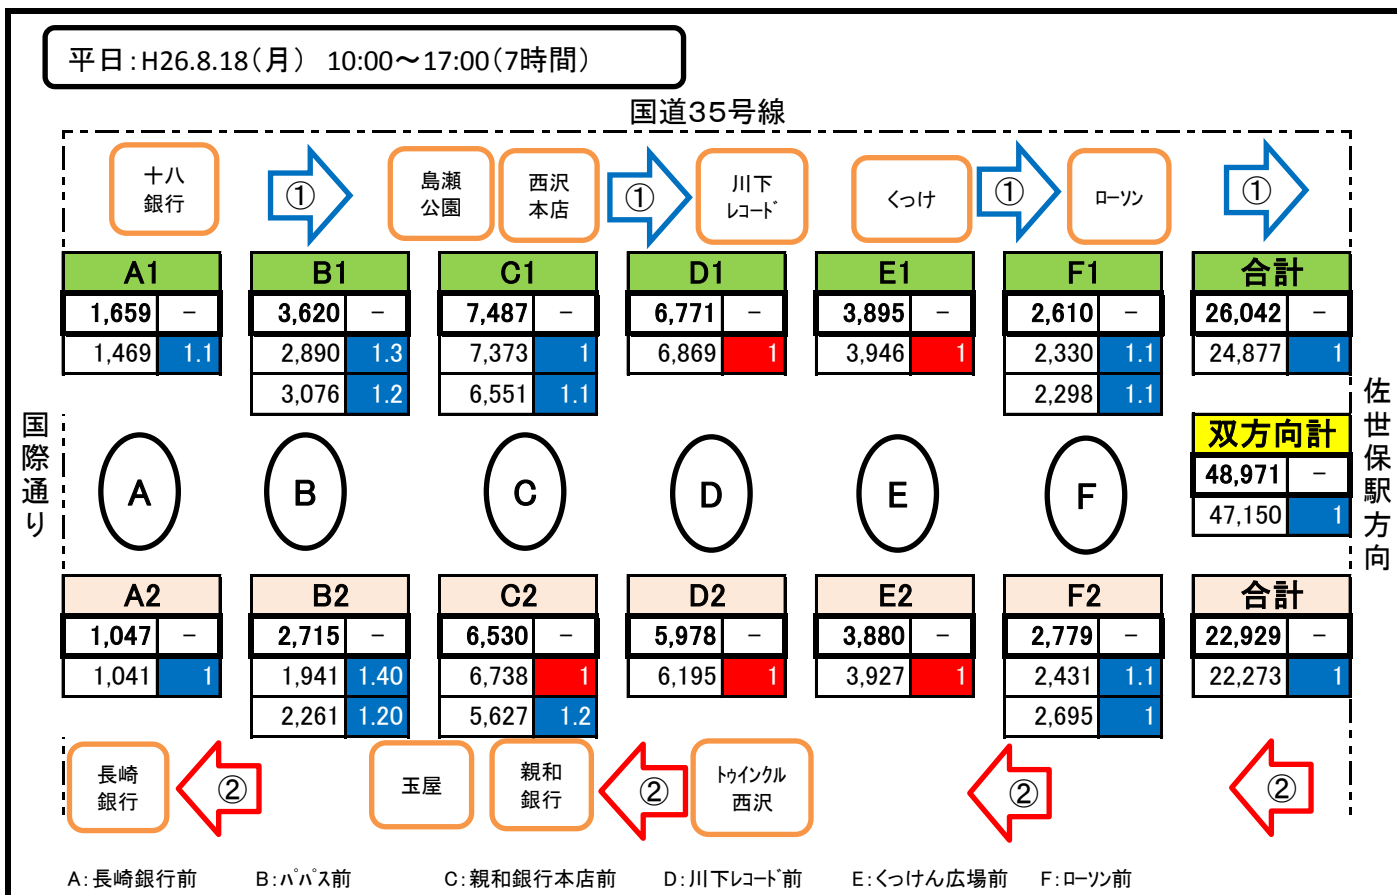 平日:H26.8.18(月) 10:00~17:00(7時間)
国道35号線
十八
銀行
①
島瀬
公園
西沢
本店
①
川下
レコード
くっけ
①
ローソン
①
A1 B1 C1 D1 E1 F1 合計
1,659 - 3,620 - 7,487 - 6,771 - 3,895 - 2,610 - 26,042 -
1,469 1.1 2,890 1.3 7,373 1 6,869 1 3,946 1 2,330 1.1 24,877 1
3,076 1.2 6,551 1.1 2,298 1.1
国際通り
A B C D E F
双方向計
48,971 -
47,150 1
佐世保駅方向
A2 B2 C2 D2 E2 F2 合計
1,047 - 2,715 - 6,530 - 5,978 - 3,880 - 2,779 - 22,929 -
1,041 1 1,941 1.40 6,738 1 6,195 1 3,927 1 2,431 1.1 22,273 1
2,261 1.20 5,627 1.2 2,695 1
長崎
銀行
②
玉屋
親和
銀行
②
トゥインクル
西沢
②
②
A:長崎銀行前 B:パパス前 C:親和銀行本店前 D:川下レコード前 E:くっけん広場前 F:ローソン前